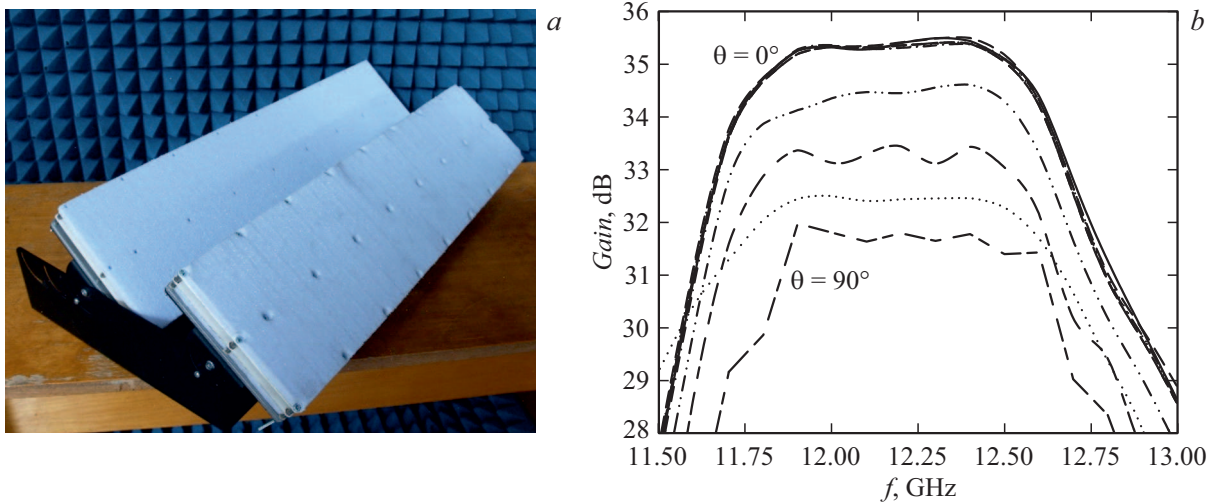 a
b
Gain, dB
36
35
34
33
32
31
30
29
28
θ = 0°
θ = 90°
11.50 11.75 12.00 12.25 12.50 12.75 13.00
f, GHz